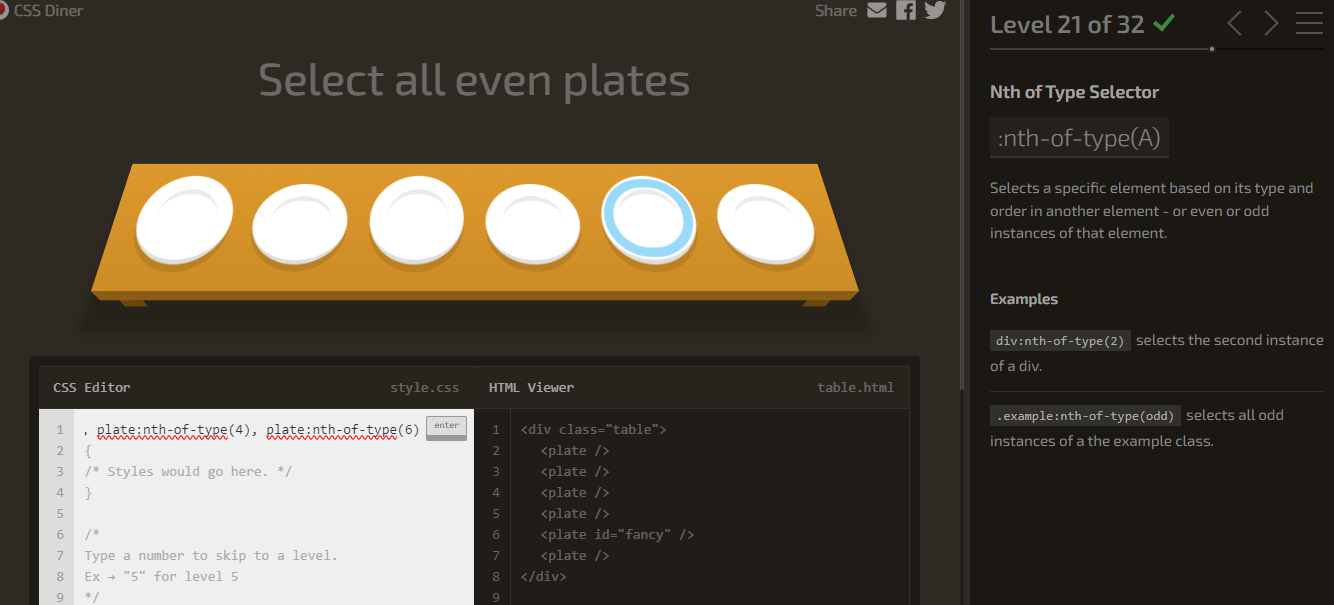 CSS Diner
Share
Select all even plates
CSS Editor style.css
1 , plate:nth-of-type(4), plate:nth-of-type(6) enter
2 {
3 /* Styles would go here. */
4 }
5
6 /*
7 Type a number to skip to a level.
8 Ex → "5" for level 5
9 */
HTML Viewer table.html
1 <div class="table">
2 <plate />
3 <plate />
4 <plate />
5 <plate />
6 <plate id="fancy" />
7 <plate />
8 </div>
9
Level 21 of 32
Nth of Type Selector
:nth-of-type(A)
Selects a specific element based on its type and
order in another element - or even or odd
instances of that element.
Examples
div:nth-of-type(2) selects the second instance
of a div.
.example:nth-of-type(odd) selects all odd
instances of a the example class.